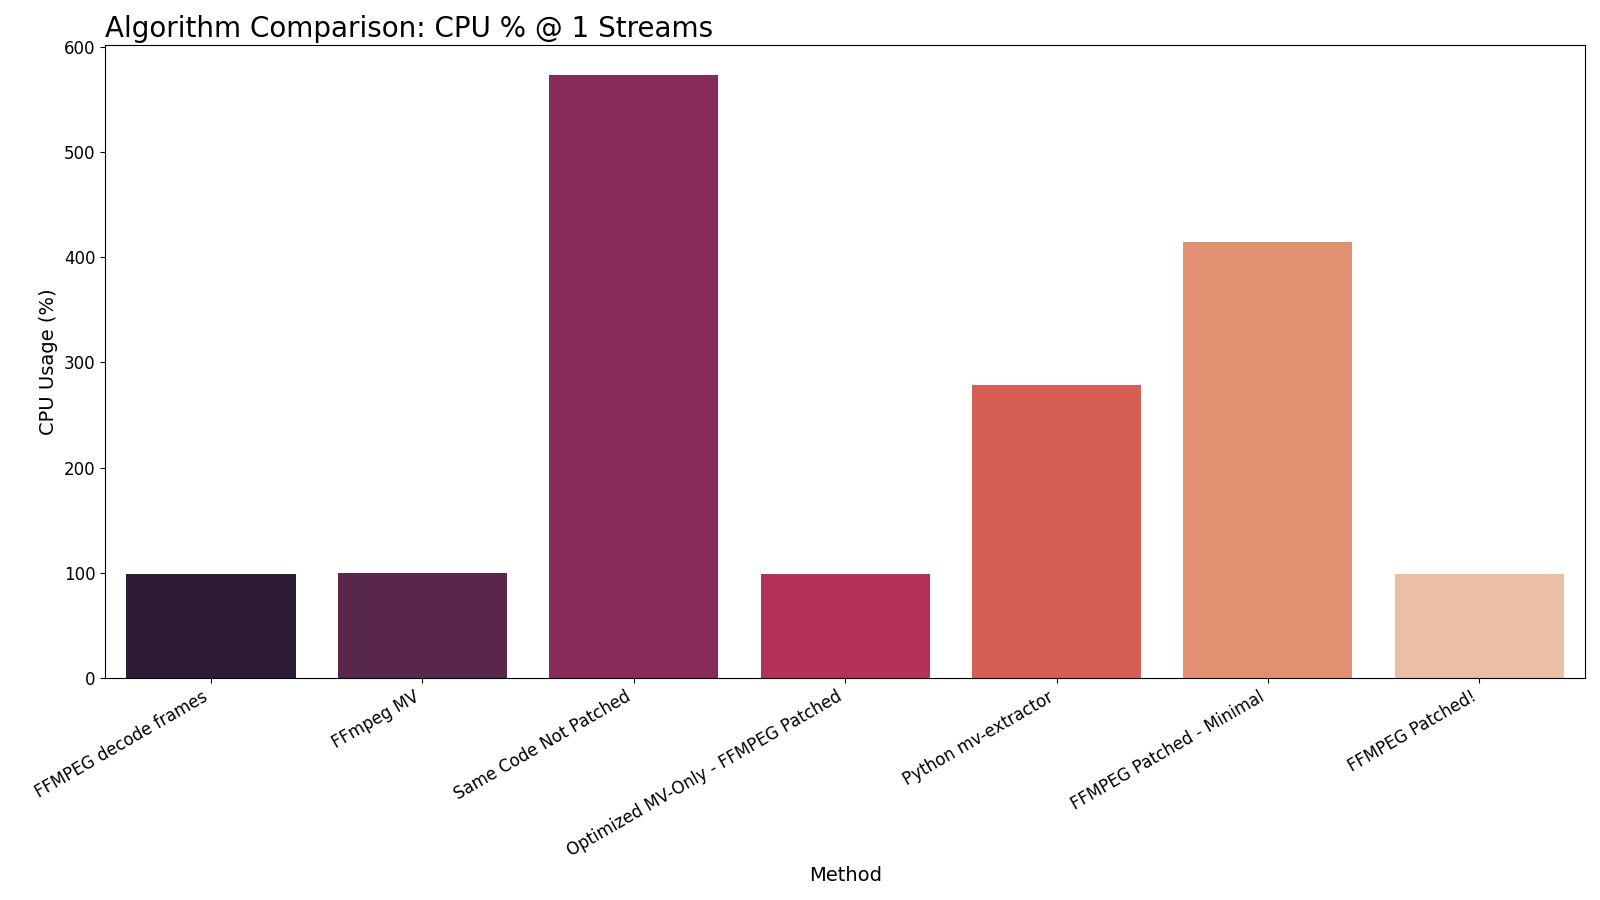 Algorithm Comparison: CPU % @ 1 Streams
600
500
400
300
200
100
0
CPU Usage (%)
FFMPEG decode frames
FFmpeg MV
Same Code Not Patched
Optimized MV-Only - FFMPEG Patched
Python mv-extractor
FFMPEG Patched - Minimal
FFMPEG Patched!
Method